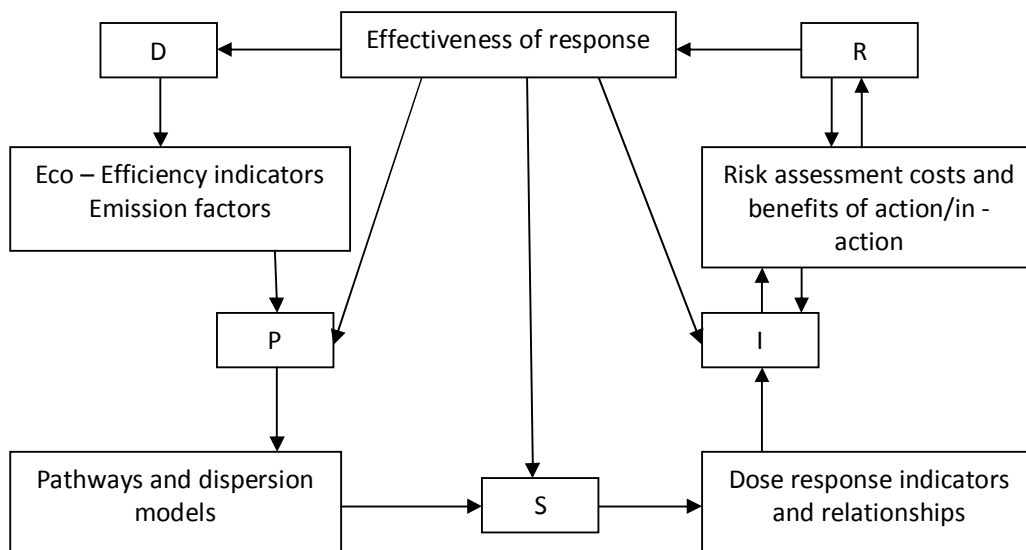 D
Effectiveness of response
R
Eco – Efficiency indicators
Emission factors
Risk assessment costs and
benefits of action/in -
action
P
I
Pathways and dispersion
models
S
Dose response indicators
and relationships